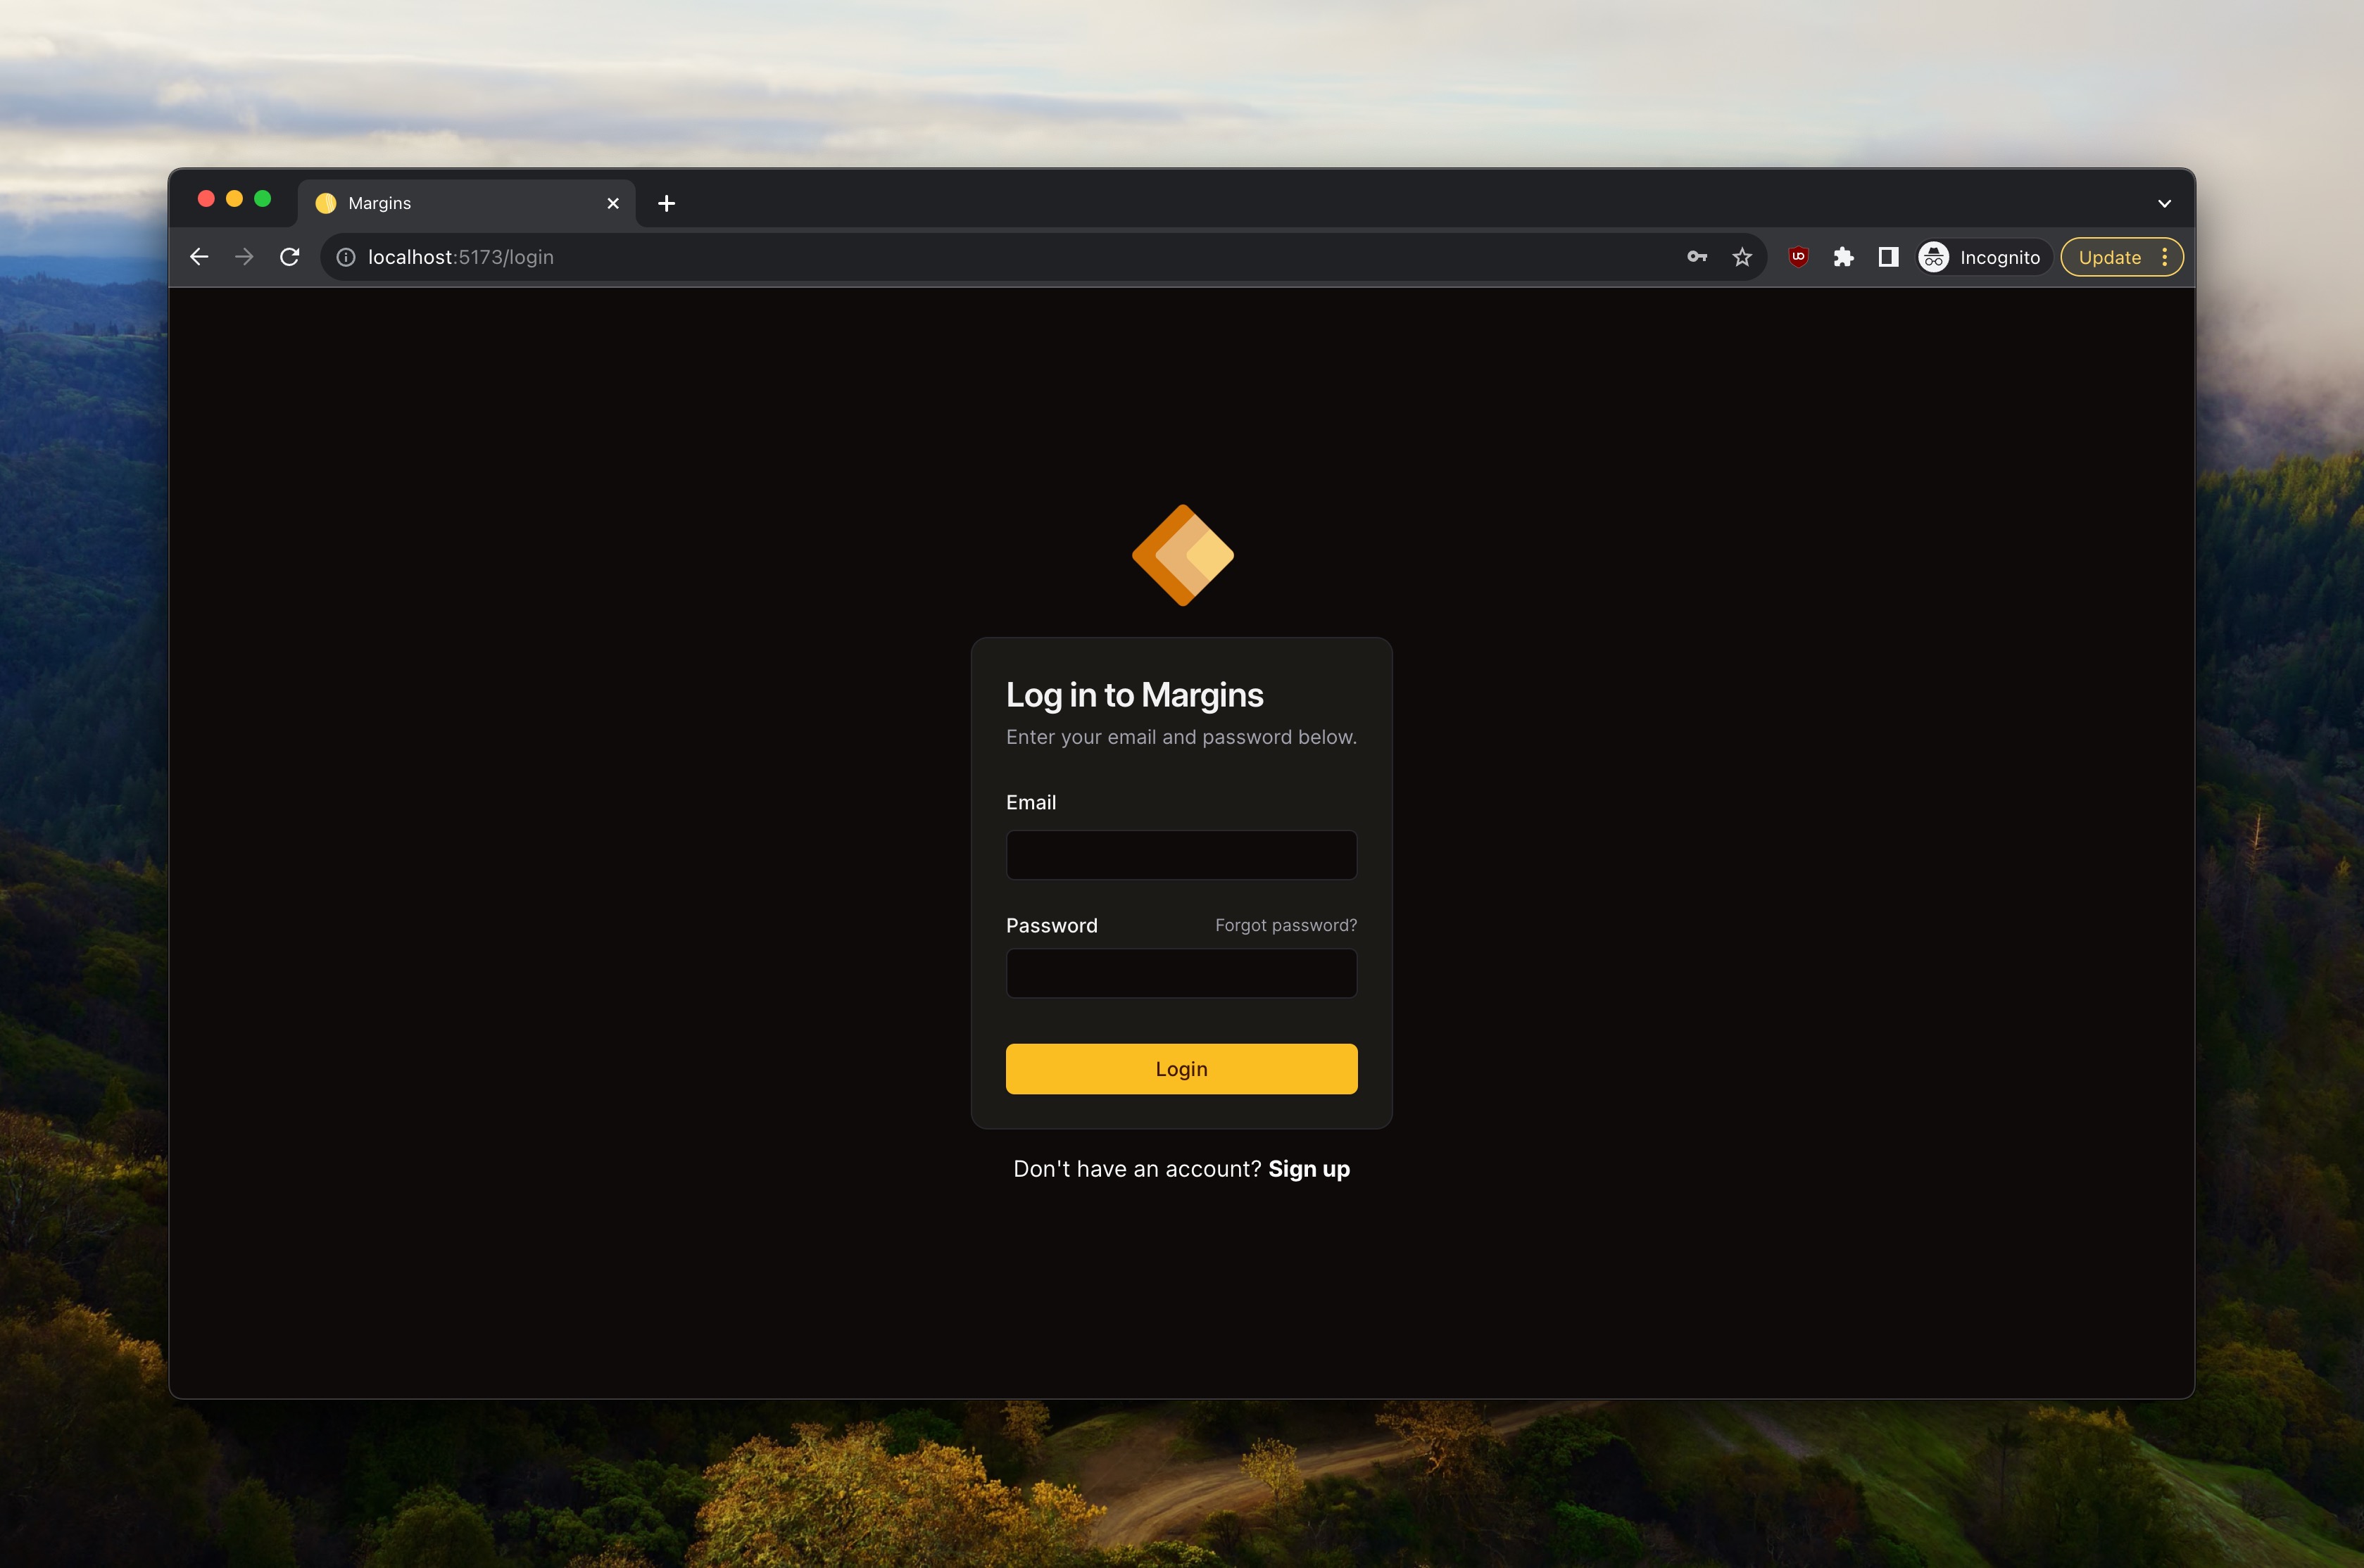 Margins
localhost:5173/login
Incognito
Update
Log in to Margins
Enter your email and password below.
Email
Password Forgot password?
Login
Don't have an account? Sign up